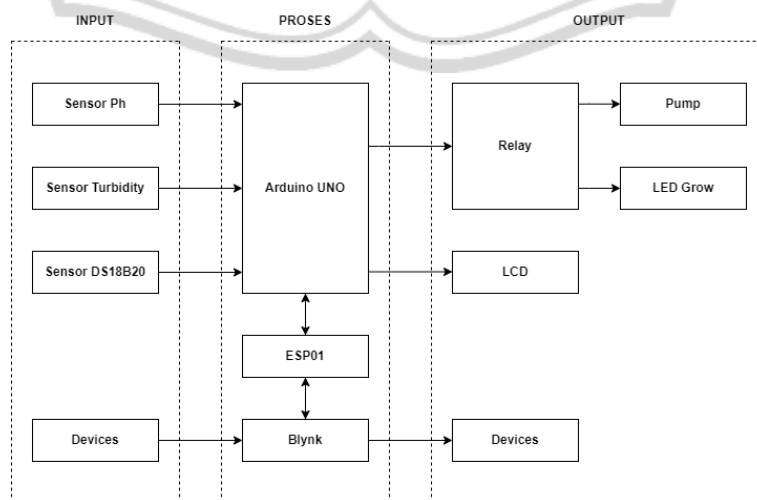 INPUT
PROSES
OUTPUT
Sensor Ph
Sensor Turbidity
Sensor DS18B20
Devices
Arduino UNO
ESP01
Blynk
Relay
LCD
Devices
Pump
LED Grow